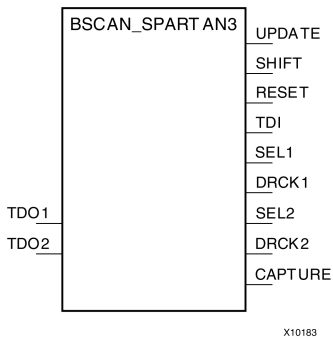 BSCAN_SPARTAN3
UPDATE
SHIFT
RESET
TDI
SEL1
DRCK1
TDO1
SEL2
TDO2
DRCK2
CAPTURE
X10183